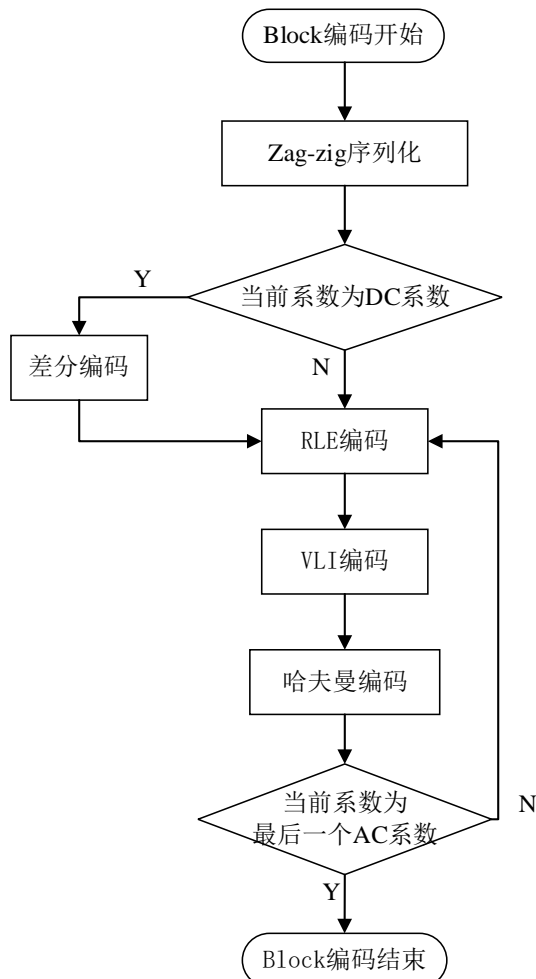 Block编码开始
Zag-zig序列化
Y
当前系数为DC系数
差分编码
N
RLE编码
VLI编码
哈夫曼编码
当前系数为
最后一个AC系数
N
Y
Block编码结束